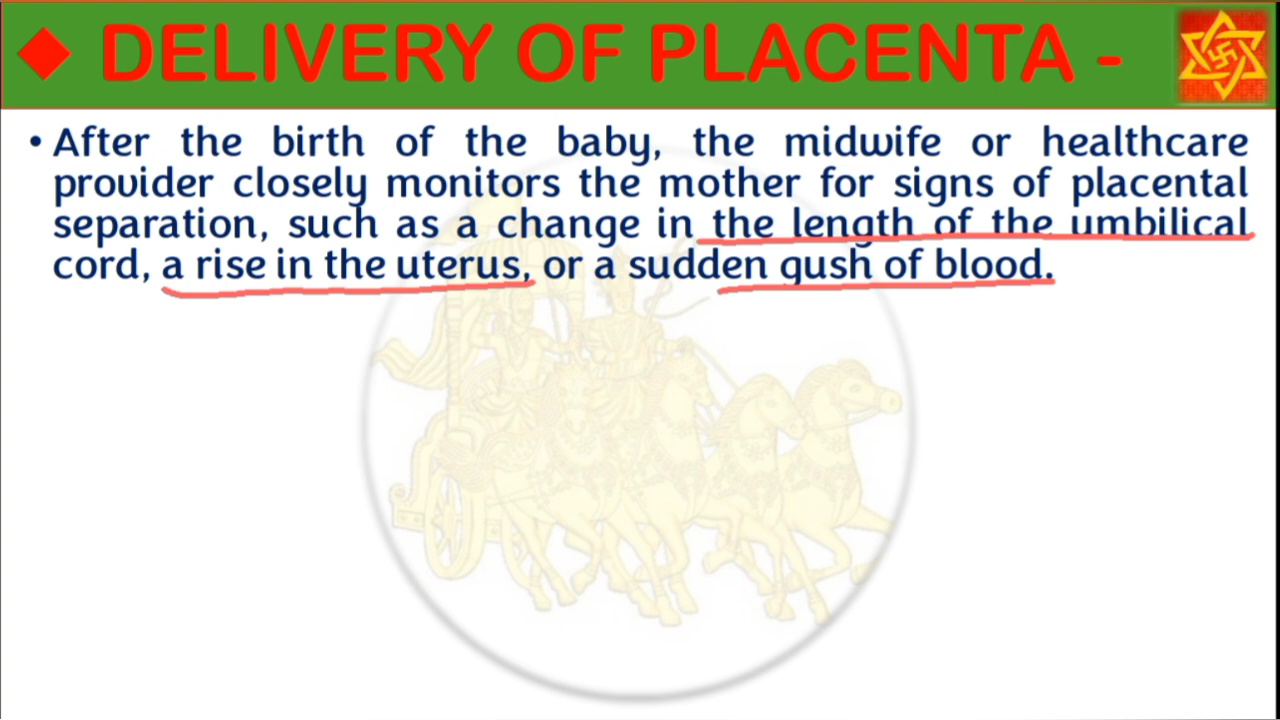 ◆ DELIVERY OF PLACENTA -
• After the birth of the baby, the midwife or healthcare
provider closely monitors the mother for signs of placental
separation, such as a change in the length of the umbilical
cord, a rise in the uterus, or a sudden gush of blood.